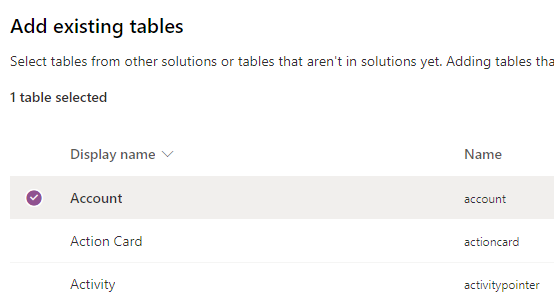 Add existing tables
Select tables from other solutions or tables that aren't in solutions yet. Adding tables tha
1 table selected
Display name Name
Account account
Action Card actioncard
Activity activitypointer